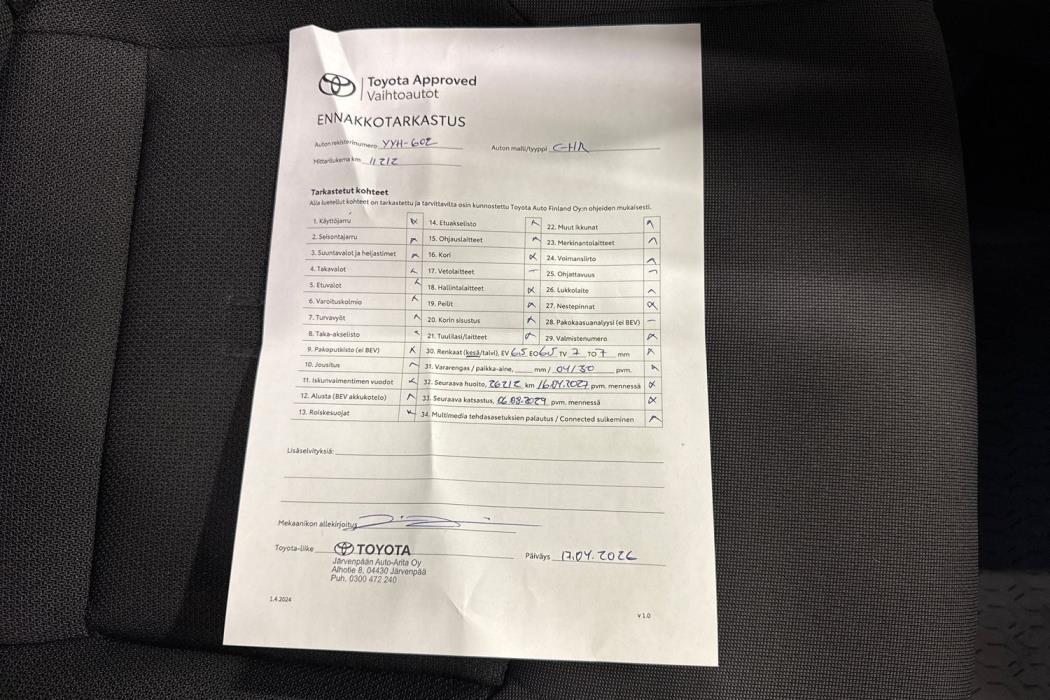 Toyota Approved
Vaihtoautot
ENNAKKOTARKASTUS
Auton rekisterinumero YYH-602
Auton malli/tyyppi C-HR
Mittarilukema km 11212
Tarkastetut kohteet
Alla luetellut kohteet on tarkastettu ja tarvittavilta osin kunnostettu Toyota Auto Finland Oy:n ohjeiden mukaisesti.
1. Käyttöjarru
2. Seisontajarru
3. Suuntavalot ja heijastimet
4. Takavalot
5. Etuvalot
6. Varoituskolmio
7. Turvavyöt
8. Taka-akselisto
9. Pakoputkisto (ei BEV)
10. Jousitus
11. Iskunvaimentimen vuodot
12. Alusta (BEV akkukotelo)
13. Roiskesuojat
14. Etuakselisto
15. Ohjauslaitteet
16. Kori
17. Vetolaitteet
18. Hallintalaitteet
19. Peilit
20. Korin sisustus
21. Tuulilasi/laitteet
22. Muut ikkunat
23. Merkinantolaitteet
24. Voimansiirto
25. Ohjattavuus
26. Lukkolaite
27. Nestepinnat
28. Pakokaasuanalyysi (ei BEV)
29. Valmistenumero
30. Renkaat (kesä/talvi), EV 6,5 EO 6,5 TV 7 TO 7 mm
31. Vararengas / paikka-aine, mm / 04/30 pvm.
32. Seuraava huolto, 26212 km 16.04.2027 pvm. mennessä
33. Seuraava katsastus, 06.08.2029 pvm. mennessä
34. Multimedia tehdasasetuksien palautus / Connected sulkeminen
Lisäselvityksiä:
Mekaanikon allekirjoitus
Toyota-liike TOYOTA
Järvenpään Auto-Arita Oy
Alhotie 8, 04430 Järvenpää
Puh. 0300 472 240
Päiväys 17.04.2026
1.4.2024
v 1.0